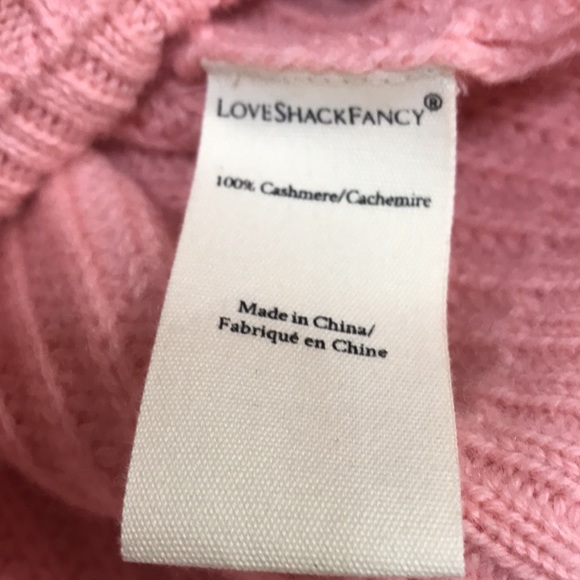 LOVESHACKFANCY®
100% Cashmere/Cachemire
Made in China/
Fabriqué en Chine